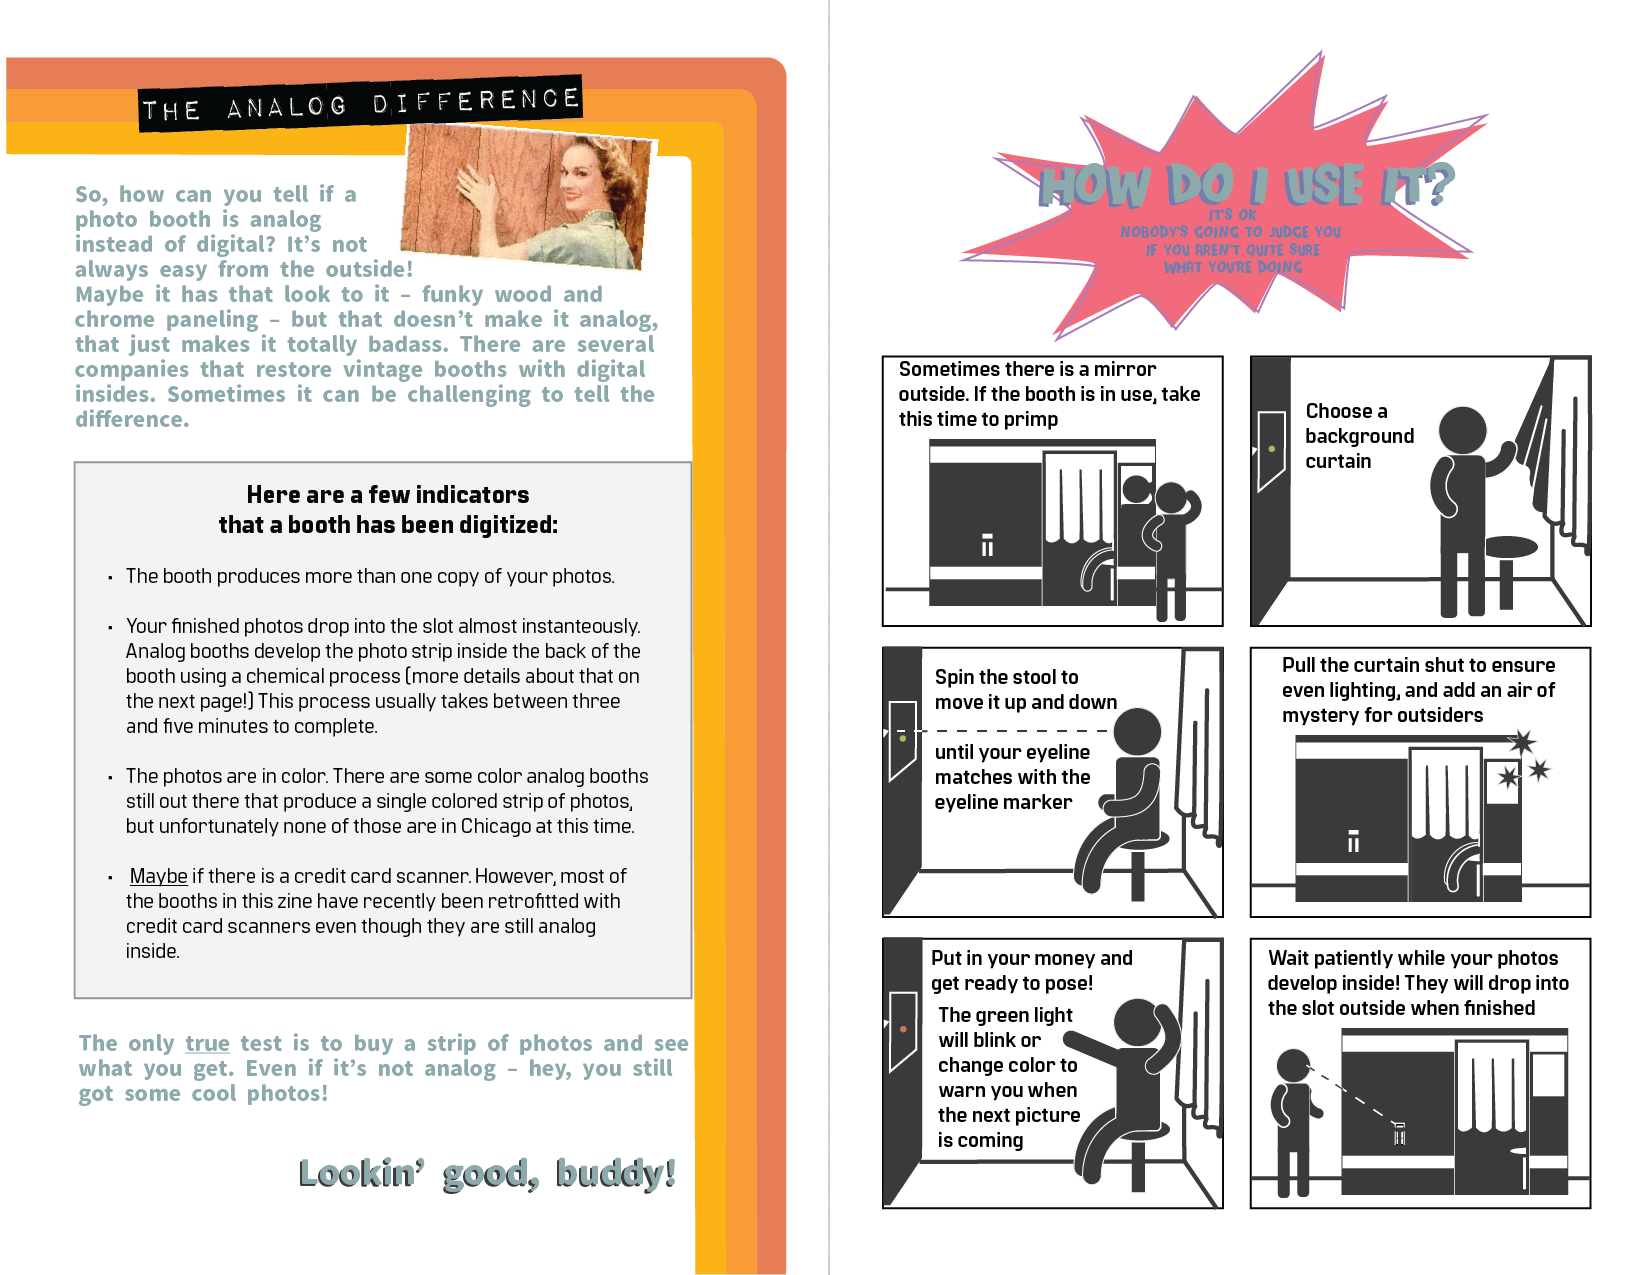 THE ANALOG DIFFERENCE
So, how can you tell if a
photo booth is analog
instead of digital? It’s not
always easy from the outside!
Maybe it has that look to it – funky wood and
chrome paneling – but that doesn’t make it analog,
that just makes it totally badass. There are several
companies that restore vintage booths with digital
insides. Sometimes it can be challenging to tell the
difference.
Here are a few indicators
that a booth has been digitized:
• The booth produces more than one copy of your photos.
• Your finished photos drop into the slot almost instanteously.
Analog booths develop the photo strip inside the back of the
booth using a chemical process (more details about that on
the next page!) This process usually takes between three
and five minutes to complete.
• The photos are in color. There are some color analog booths
still out there that produce a single colored strip of photos,
but unfortunately none of those are in Chicago at this time.
• Maybe if there is a credit card scanner. However, most of
the booths in this zine have recently been retrofitted with
credit card scanners even though they are still analog
inside.
The only true test is to buy a strip of photos and see
what you get. Even if it’s not analog – hey, you still
got some cool photos!
Lookin’ good, buddy!
HOW DO I USE IT?
IT'S OK
NOBODY'S GOING TO JUDGE YOU
IF YOU AREN'T QUITE SURE
WHAT YOU'RE DOING
Sometimes there is a mirror
outside. If the booth is in use, take
this time to primp
Choose a
background
curtain
Spin the stool to
move it up and down
until your eyeline
matches with the
eyeline marker
Pull the curtain shut to ensure
even lighting, and add an air of
mystery for outsiders
Put in your money and
get ready to pose!
The green light
will blink or
change color to
warn you when
the next picture
is coming
Wait patiently while your photos
develop inside! They will drop into
the slot outside when finished